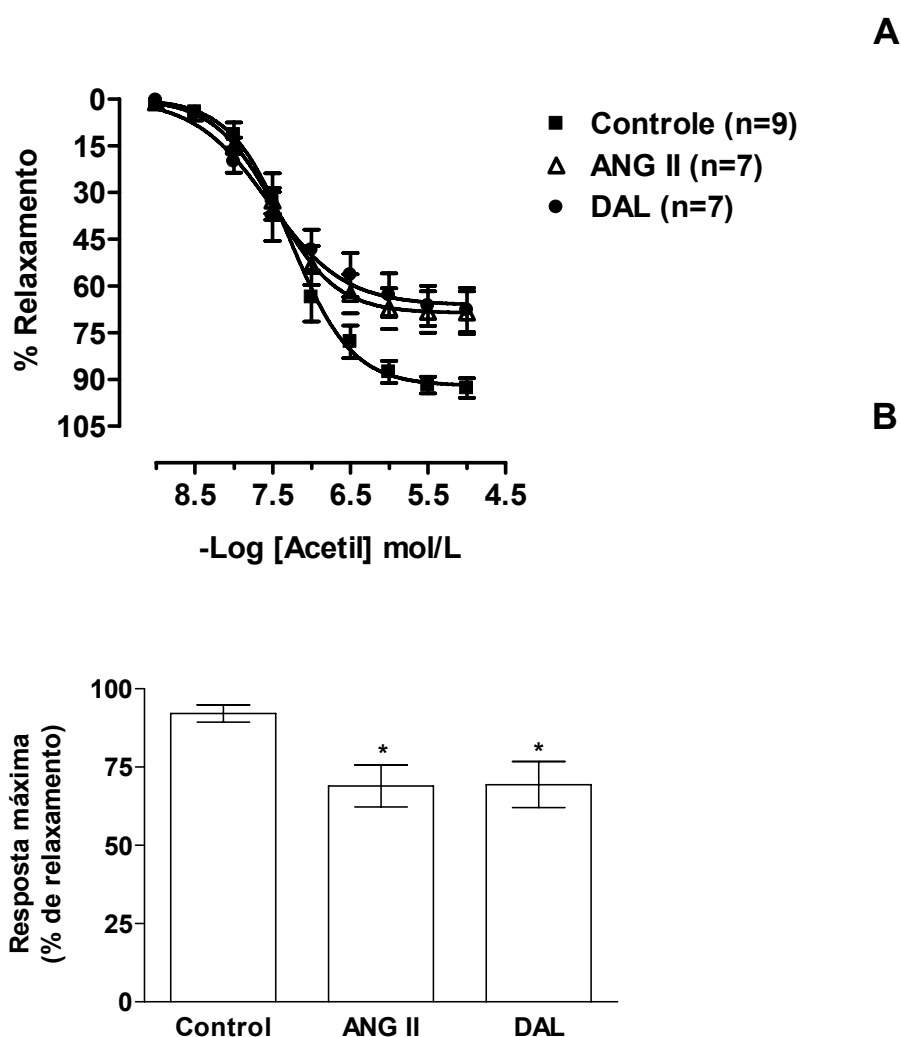 A
0
15
30
45
60
75
90
105
% Relaxamento
Controle (n=9)
ANG II (n=7)
DAL (n=7)
8.5 7.5 6.5 5.5 4.5
-Log [Acetil] mol/L
B
100
75
50
25
0
Resposta máxima
(% de relaxamento)
* *
Control ANG II DAL